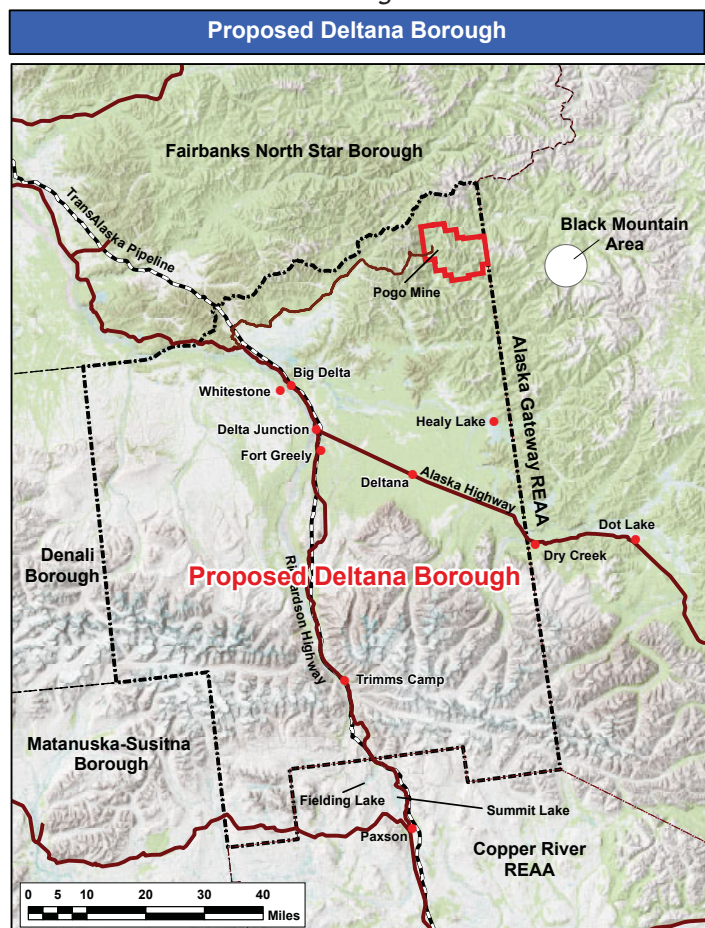 Proposed Deltana Borough
Fairbanks North Star Borough
TransAlaska Pipeline
Black Mountain
Area
Pogo Mine
Alaska Gateway REAA
Big Delta
Whitestone
Delta Junction
Healy Lake
Fort Greely
Deltana
Alaska Highway
Dot Lake
Dry Creek
Denali
Borough
Proposed Deltana Borough
Richardson Highway
Trimms Camp
Matanuska-Susitna
Borough
Fielding Lake
Summit Lake
Paxson
Copper River
REAA
0 5 10 20 30 40
Miles